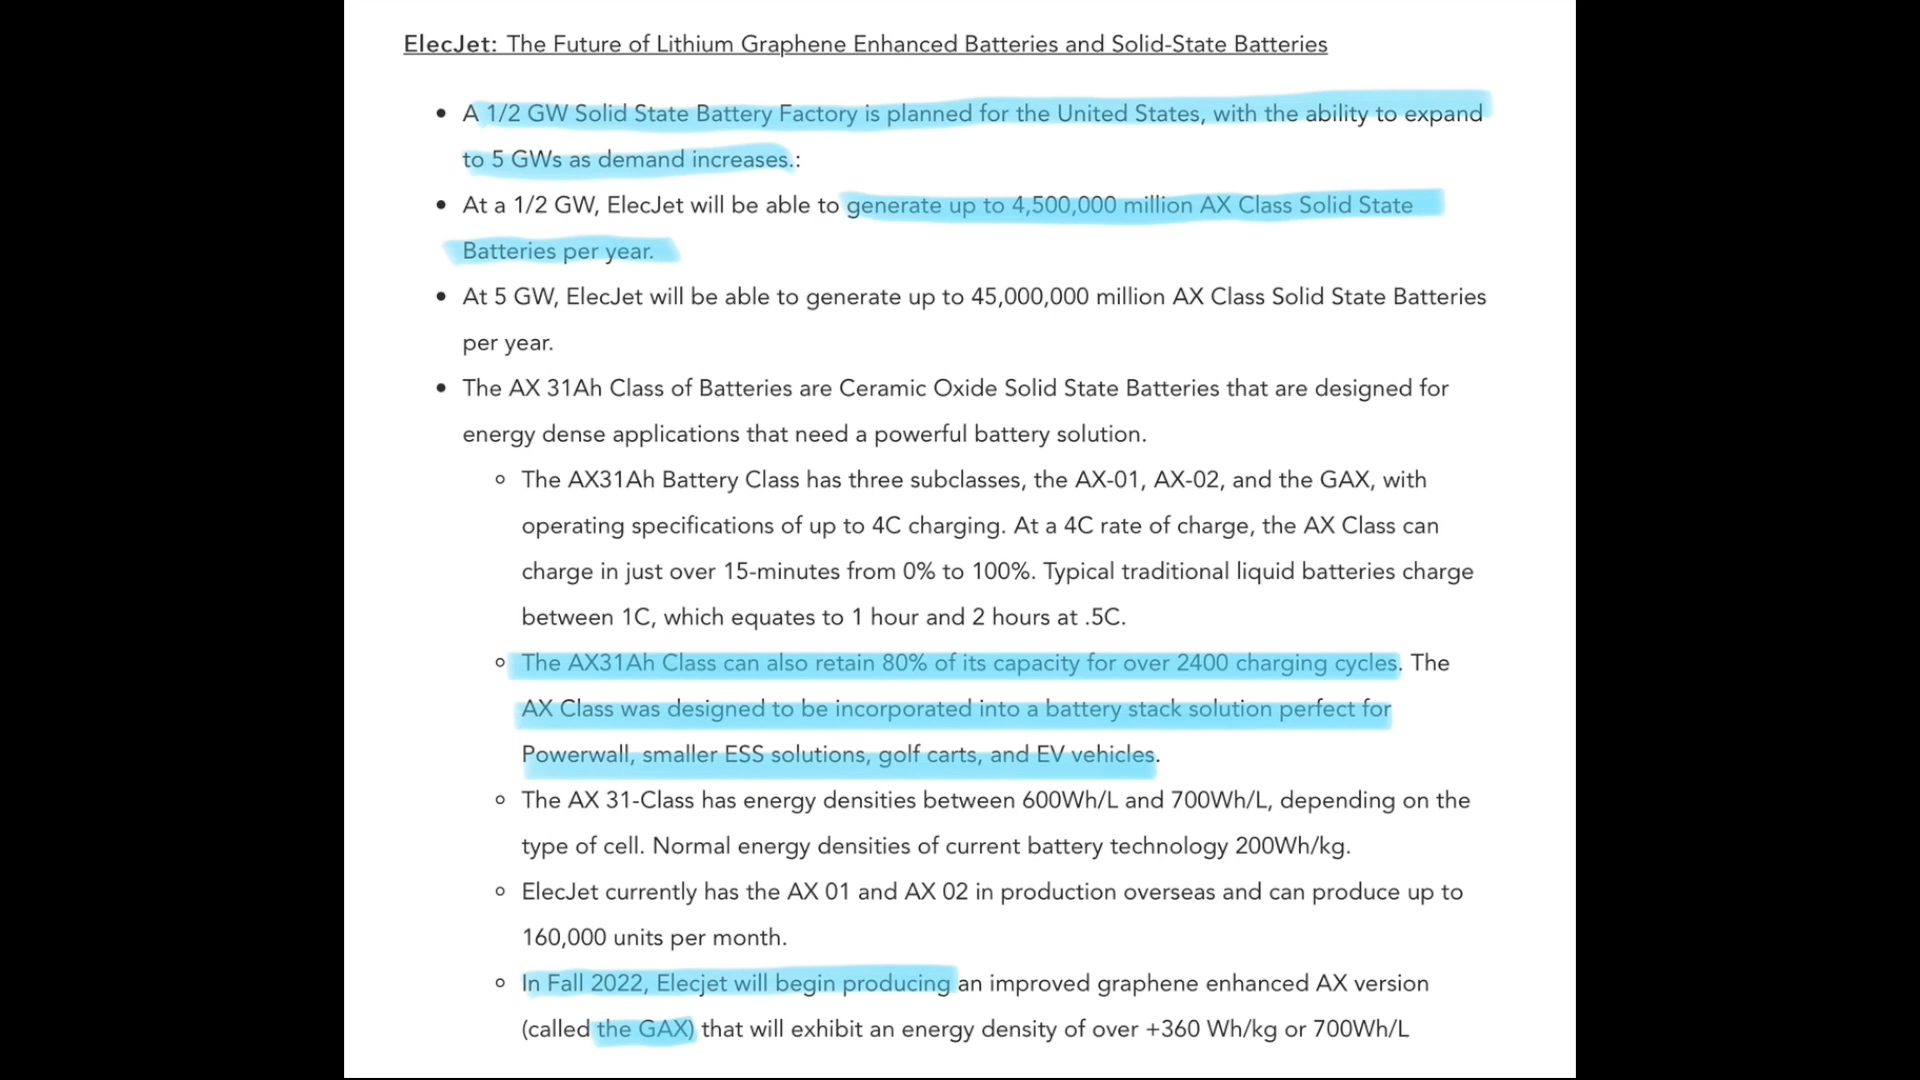 ElecJet: The Future of Lithium Graphene Enhanced Batteries and Solid-State Batteries
• A 1/2 GW Solid State Battery Factory is planned for the United States, with the ability to expand
to 5 GWs as demand increases.:
• At a 1/2 GW, ElecJet will be able to generate up to 4,500,000 million AX Class Solid State
Batteries per year.
• At 5 GW, ElecJet will be able to generate up to 45,000,000 million AX Class Solid State Batteries
per year.
• The AX 31Ah Class of Batteries are Ceramic Oxide Solid State Batteries that are designed for
energy dense applications that need a powerful battery solution.
◦ The AX31Ah Battery Class has three subclasses, the AX-01, AX-02, and the GAX, with
operating specifications of up to 4C charging. At a 4C rate of charge, the AX Class can
charge in just over 15-minutes from 0% to 100%. Typical traditional liquid batteries charge
between 1C, which equates to 1 hour and 2 hours at .5C.
◦ The AX31Ah Class can also retain 80% of its capacity for over 2400 charging cycles. The
AX Class was designed to be incorporated into a battery stack solution perfect for
Powerwall, smaller ESS solutions, golf carts, and EV vehicles.
◦ The AX 31-Class has energy densities between 600Wh/L and 700Wh/L, depending on the
type of cell. Normal energy densities of current battery technology 200Wh/kg.
◦ ElecJet currently has the AX 01 and AX 02 in production overseas and can produce up to
160,000 units per month.
◦ In Fall 2022, Elecjet will begin producing an improved graphene enhanced AX version
(called the GAX) that will exhibit an energy density of over +360 Wh/kg or 700Wh/L